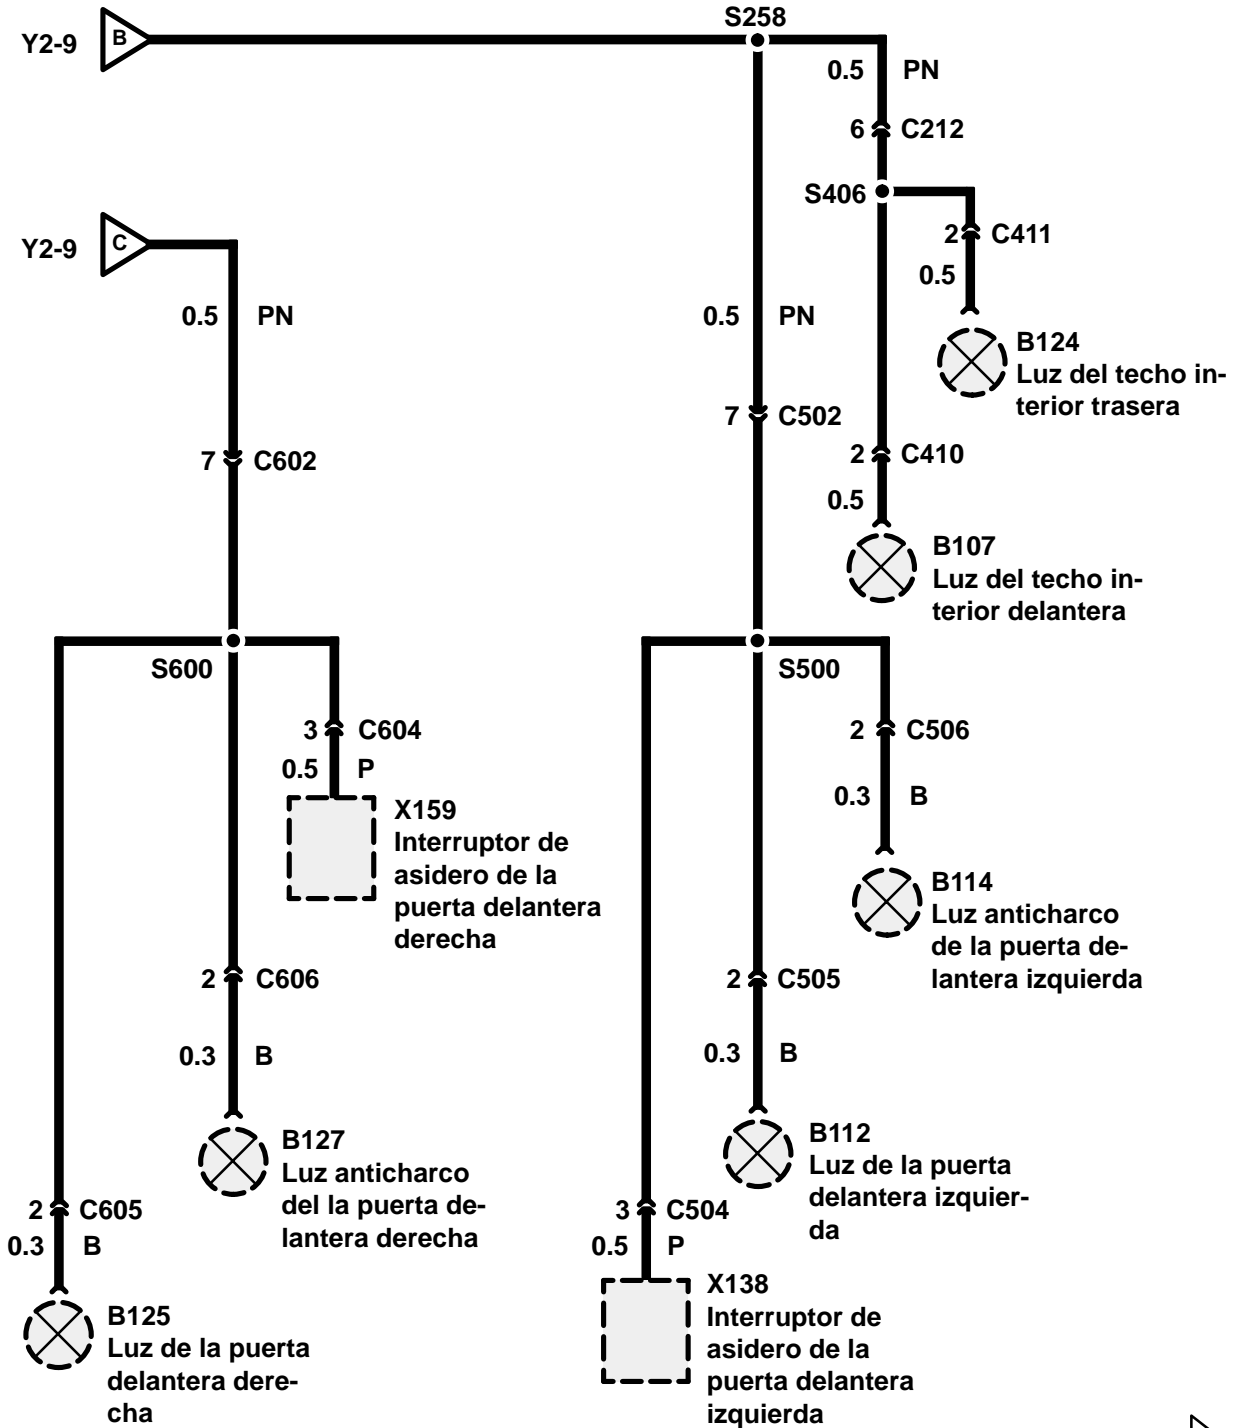 S258
Y2-9
B
0.5 PN
6 C212
S406
2 C411
0.5
Y2-9
C
0.5 PN
0.5 PN
B124
Luz del techo in-
terior trasera
7 C502
7 C602
2 C410
0.5
B107
Luz del techo in-
terior delantera
S600
S500
3 C604
0.5 P
2 C506
0.3 B
X159
Interruptor de
asidero de la
puerta delantera
derecha
B114
Luz anticharco
de la puerta de-
lantera izquierda
2 C606
0.3 B
2 C505
0.3 B
B127
Luz anticharco
del la puerta de-
lantera derecha
B112
Luz de la puerta
delantera izquier-
da
2 C605
0.3 B
3 C504
0.5 P
B125
Luz de la puerta
delantera dere-
cha
X138
Interruptor de
asidero de la
puerta delantera
izquierda